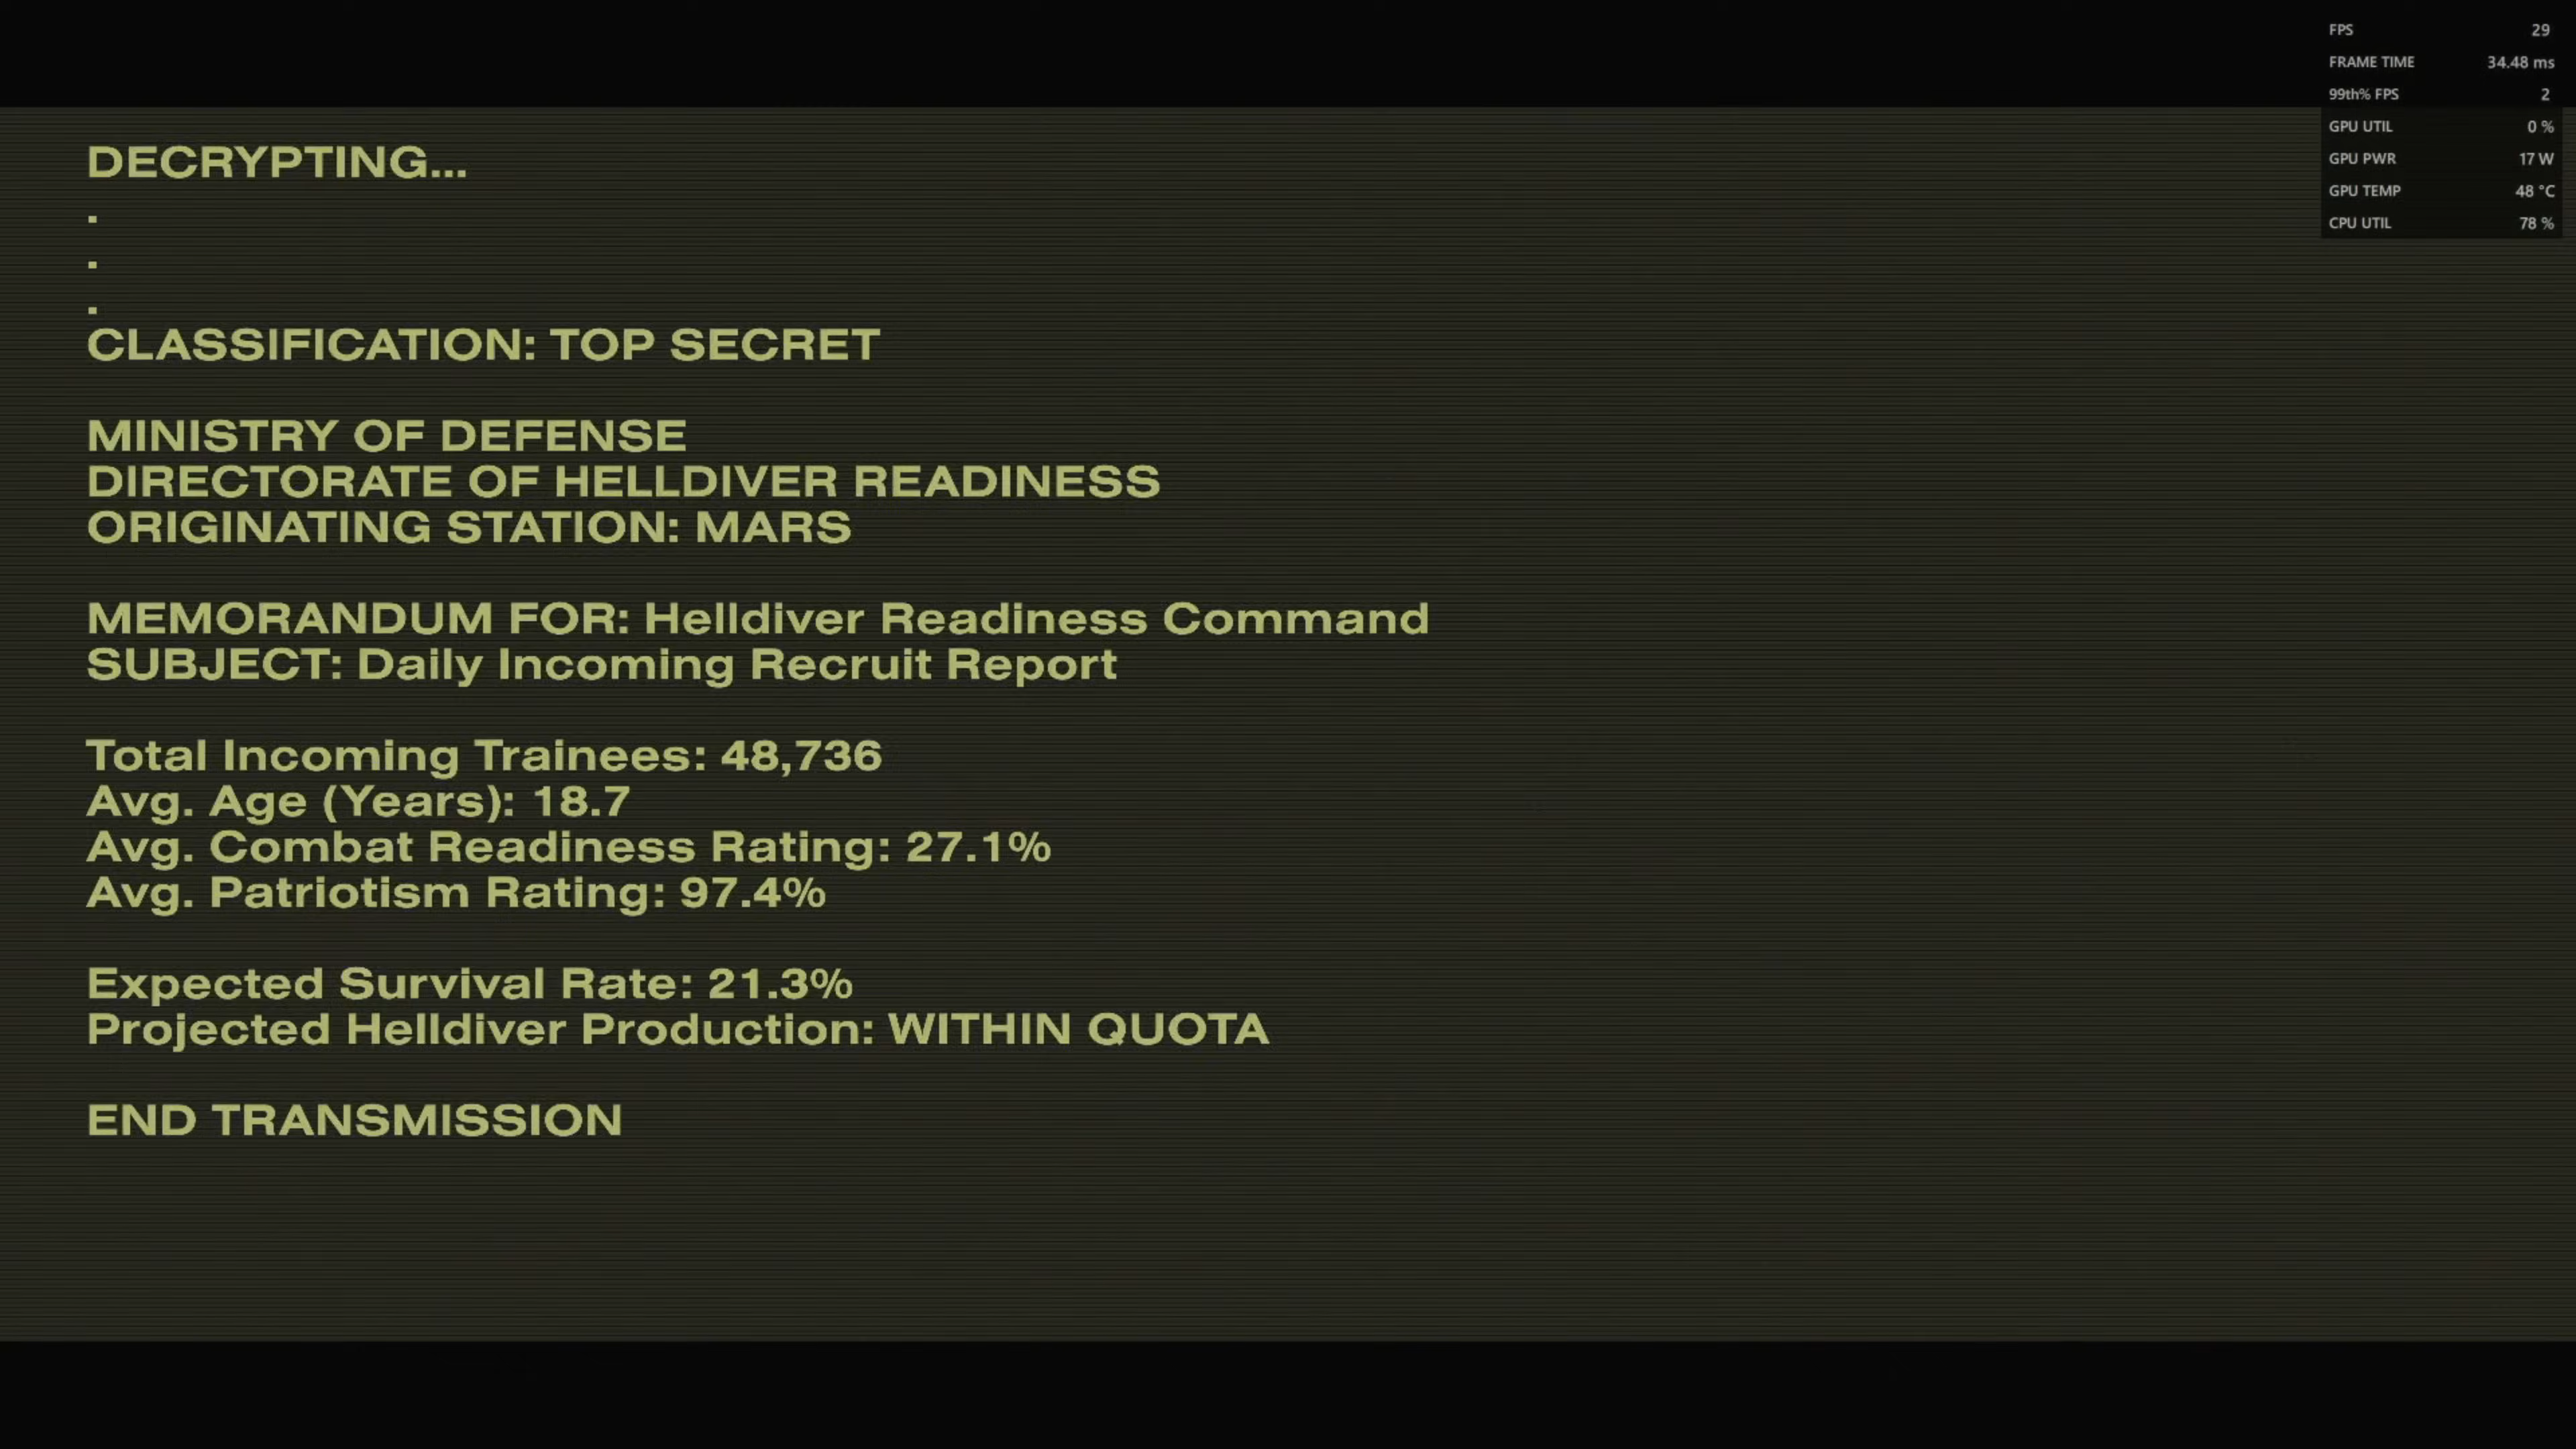 DECRYPTING...
.
.
.
CLASSIFICATION: TOP SECRET
MINISTRY OF DEFENSE
DIRECTORATE OF HELLDIVER READINESS
ORIGINATING STATION: MARS
MEMORANDUM FOR: Helldiver Readiness Command
SUBJECT: Daily Incoming Recruit Report
Total Incoming Trainees: 48,736
Avg. Age (Years): 18.7
Avg. Combat Readiness Rating: 27.1%
Avg. Patriotism Rating: 97.4%
Expected Survival Rate: 21.3%
Projected Helldiver Production: WITHIN QUOTA
END TRANSMISSION
FPS 29
FRAME TIME 34.48 ms
99th% FPS 2
GPU UTIL 0 %
GPU PWR 17 W
GPU TEMP 48 °C
CPU UTIL 78 %